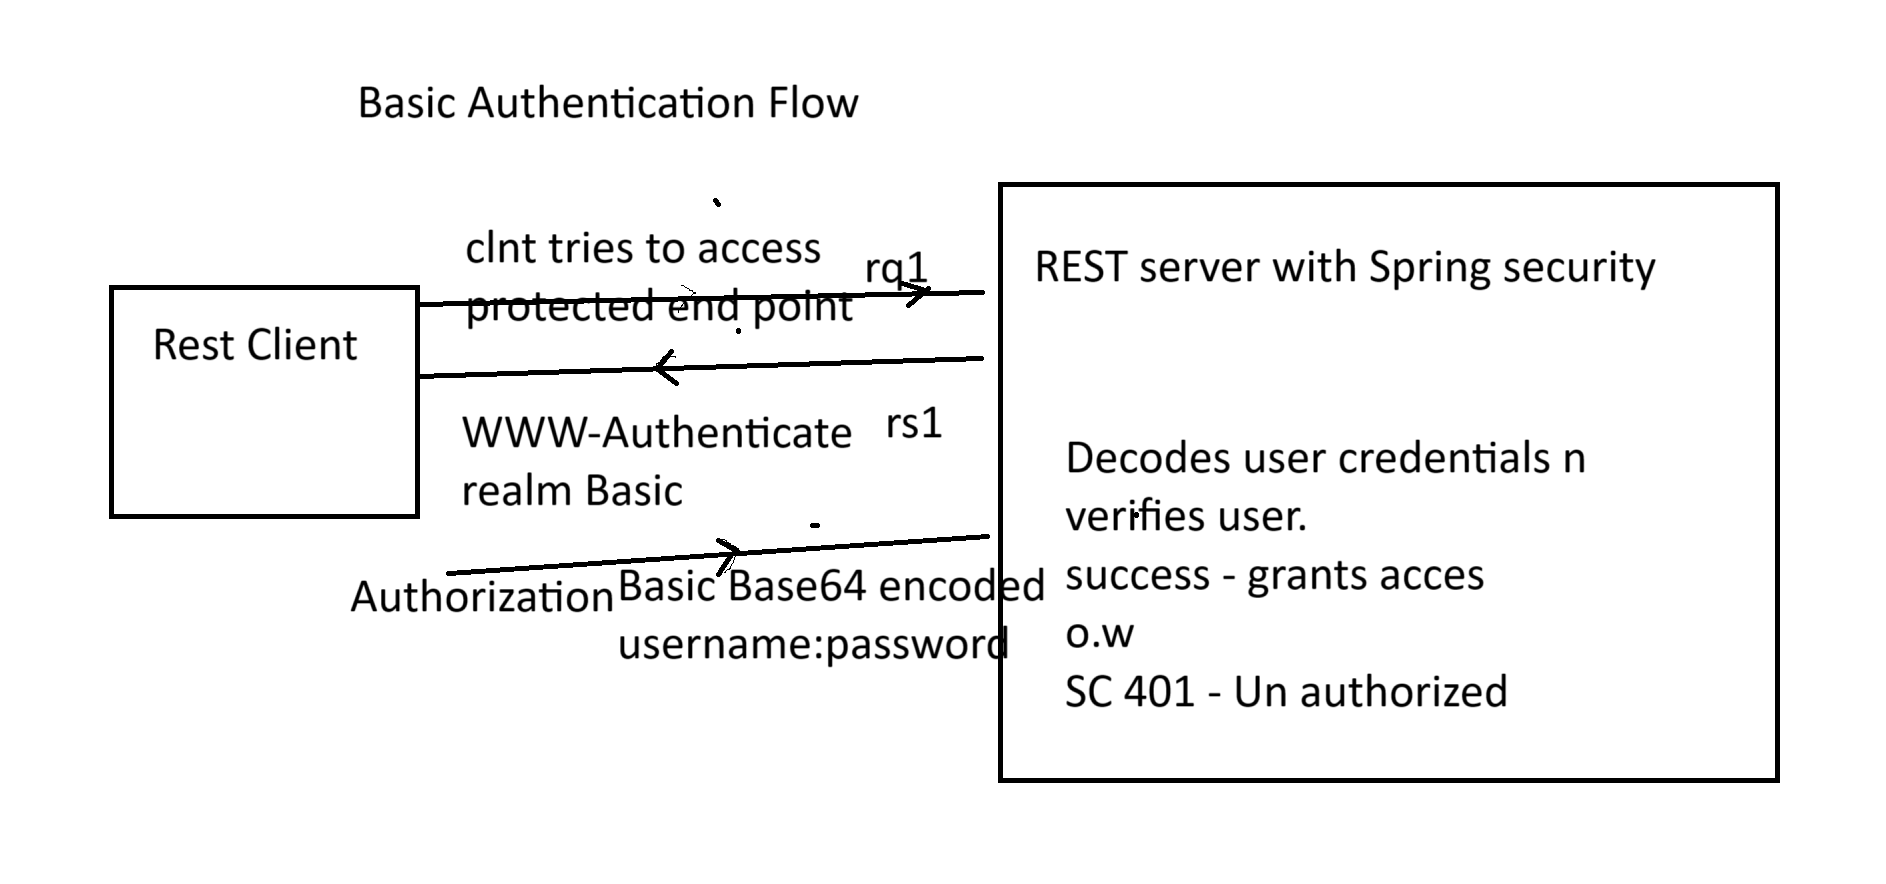 Basic Authentication Flow
clnt tries to access
protected end point
rq1
REST server with Spring security
Rest Client
WWW-Authenticate
realm Basic
rs1
Authorization
Basic Base64 encoded
username:password
Decodes user credentials n
verifies user.
success - grants acces
o.w
SC 401 - Un authorized